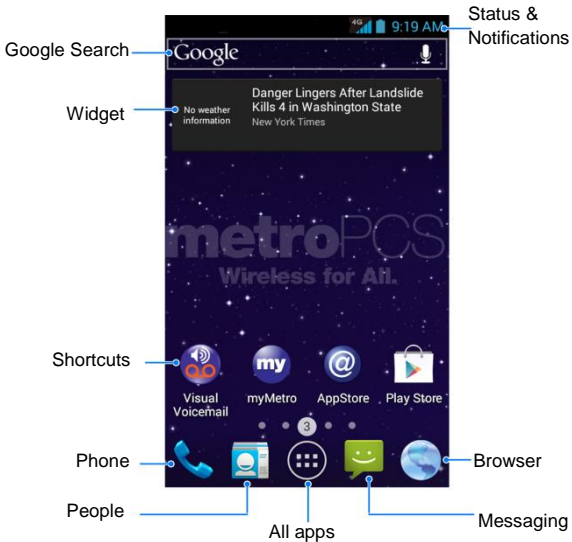 Status &
Notifications
4G 9:19 AM
Google Search
Google
Widget
No weather
information
Danger Lingers After Landslide
Kills 4 in Washington State
New York Times
metroPCS
Wireless for All.
Shortcuts
my
@
Visual
Voicemail
myMetro
AppStore
Play Store
3
Phone
Browser
People
All apps
Messaging